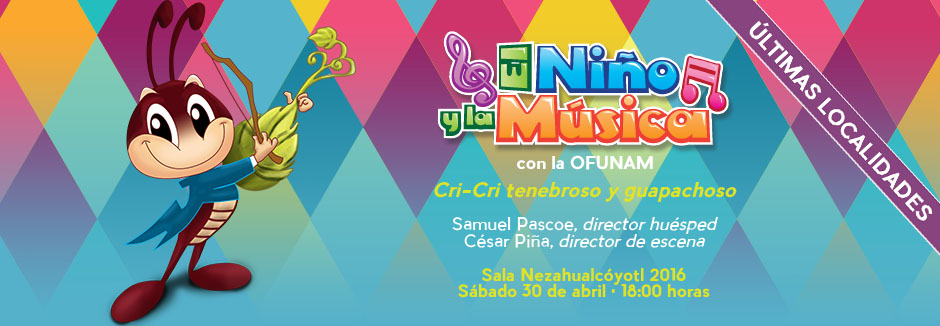 El Niño
y la Música
con la OFUNAM
Cri-Cri tenebroso y guapachoso
Samuel Pascoe, director huésped
César Piña, director de escena
Sala Nezahualcóyotl 2016
Sábado 30 de abril · 18:00 horas
ÚLTIMAS LOCALIDADES